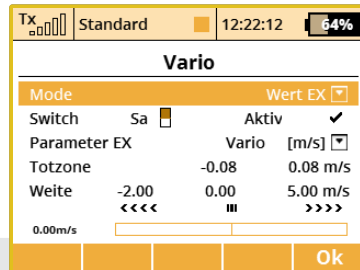 Tx Standard 12:22:12 64%
Vario
Mode Wert EX
Switch Sa Aktiv
Parameter EX Vario [m/s]
Totzone -0.08 0.08 m/s
Weite -2.00 0.00 5.00 m/s
<<<< >>>>
0.00m/s
Ok